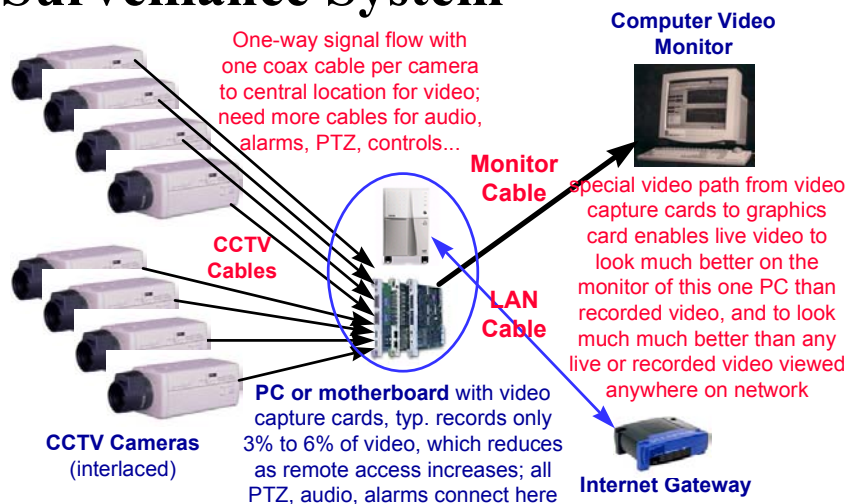 Surveillance System
One-way signal flow with
one coax cable per camera
to central location for video;
need more cables for audio,
alarms, PTZ, controls...
Computer Video
Monitor
Monitor
Cable
special video path from video
capture cards to graphics
card enables live video to
look much better on the
monitor of this one PC than
recorded video, and to look
much much better than any
live or recorded video viewed
anywhere on network
CCTV
Cables
LAN
Cable
PC or motherboard with video
capture cards, typ. records only
3% to 6% of video, which reduces
as remote access increases; all
PTZ, audio, alarms connect here
CCTV Cameras
(interlaced)
Internet Gateway